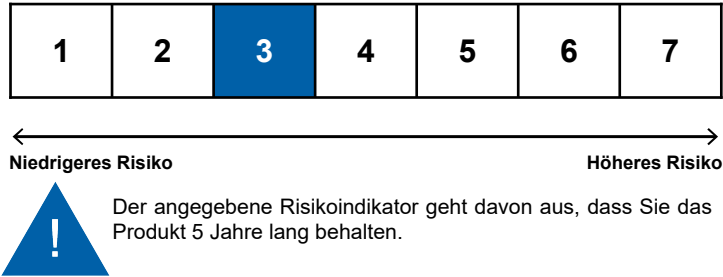 1 2 3 4 5 6 7
Niedrigeres Risiko Höheres Risiko
! Der angegebene Risikoindikator geht davon aus, dass Sie das
Produkt 5 Jahre lang behalten.